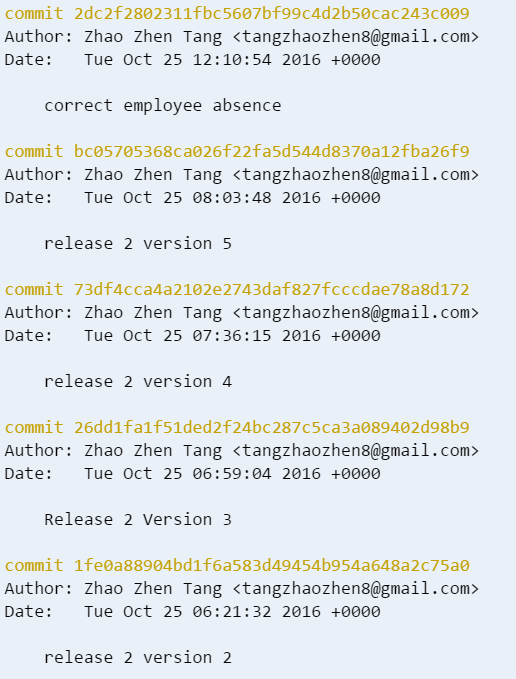 commit 2dc2f2802311fbc5607bf99c4d2b50cac243c009
Author: Zhao Zhen Tang <tangzhaozhen8@gmail.com>
Date:   Tue Oct 25 12:10:54 2016 +0000
correct employee absence
commit bc05705368ca026f22fa5d544d8370a12fba26f9
Author: Zhao Zhen Tang <tangzhaozhen8@gmail.com>
Date:   Tue Oct 25 08:03:48 2016 +0000
release 2 version 5
commit 73df4cca4a2102e2743daf827fcccdae78a8d172
Author: Zhao Zhen Tang <tangzhaozhen8@gmail.com>
Date:   Tue Oct 25 07:36:15 2016 +0000
release 2 version 4
commit 26dd1fa1f51ded2f24bc287c5ca3a089402d98b9
Author: Zhao Zhen Tang <tangzhaozhen8@gmail.com>
Date:   Tue Oct 25 06:59:04 2016 +0000
Release 2 Version 3
commit 1fe0a88904bd1f6a583d49454b954a648a2c75a0
Author: Zhao Zhen Tang <tangzhaozhen8@gmail.com>
Date:   Tue Oct 25 06:21:32 2016 +0000
release 2 version 2